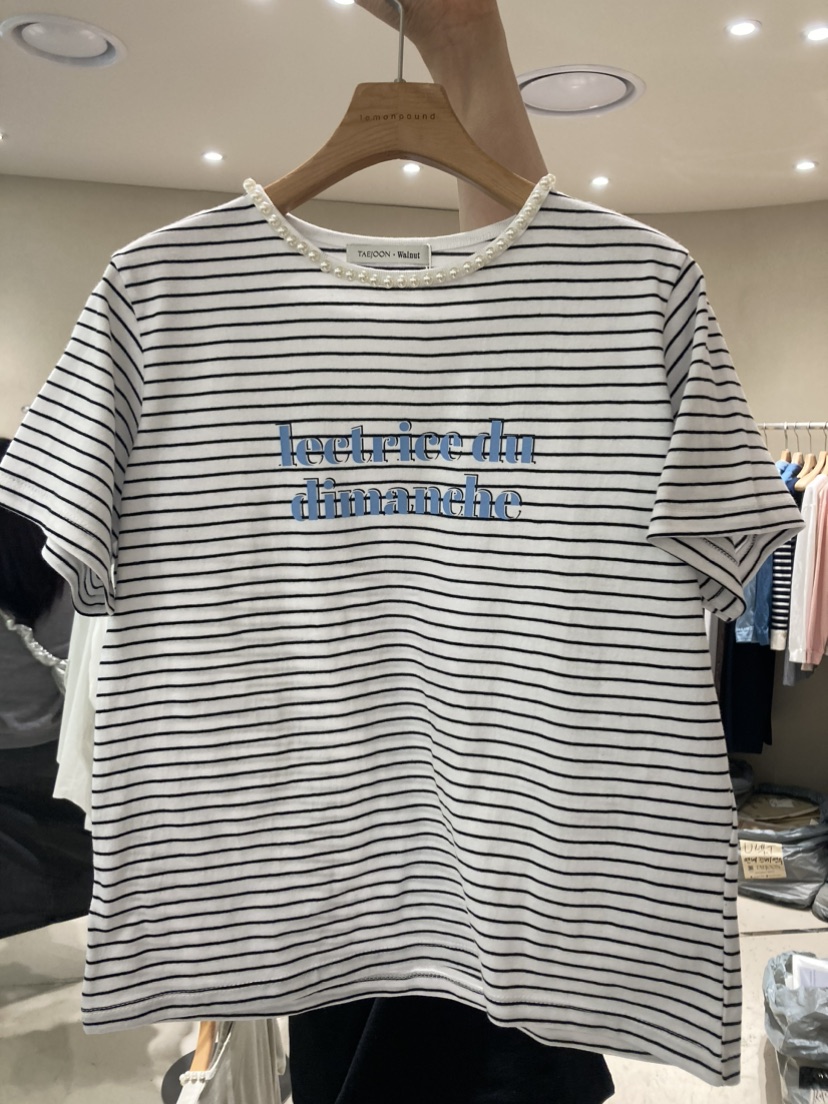 lemonpound
TAEJOON + Walnut
lectrice du
dimanche